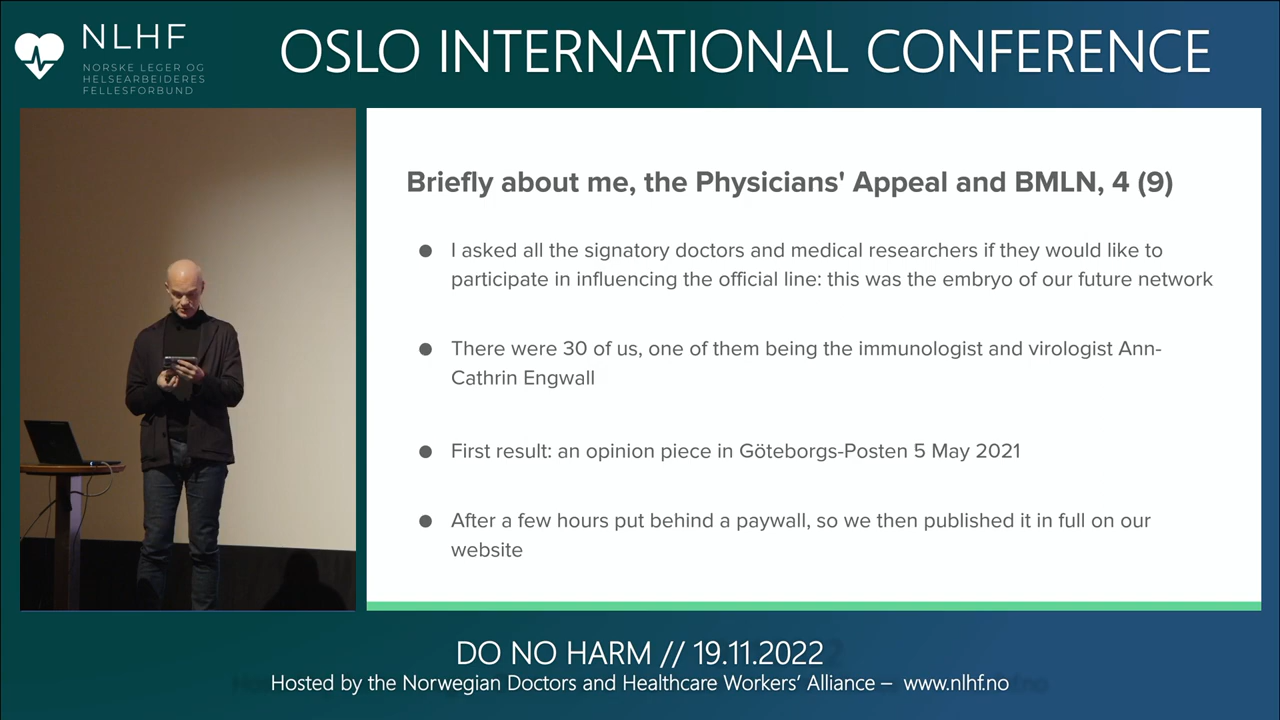 NLHF
NORSKE LEGER OG
HELSEARBEIDERES
FELLESFORBUND
OSLO INTERNATIONAL CONFERENCE
Briefly about me, the Physicians' Appeal and BMLN, 4 (9)
● I asked all the signatory doctors and medical researchers if they would like to
participate in influencing the official line: this was the embryo of our future network
● There were 30 of us, one of them being the immunologist and virologist Ann-
Cathrin Engwall
● First result: an opinion piece in Göteborgs-Posten 5 May 2021
● After a few hours put behind a paywall, so we then published it in full on our
website
DO NO HARM // 19.11.2022
Hosted by the Norwegian Doctors and Healthcare Workers’ Alliance – www.nlhf.no